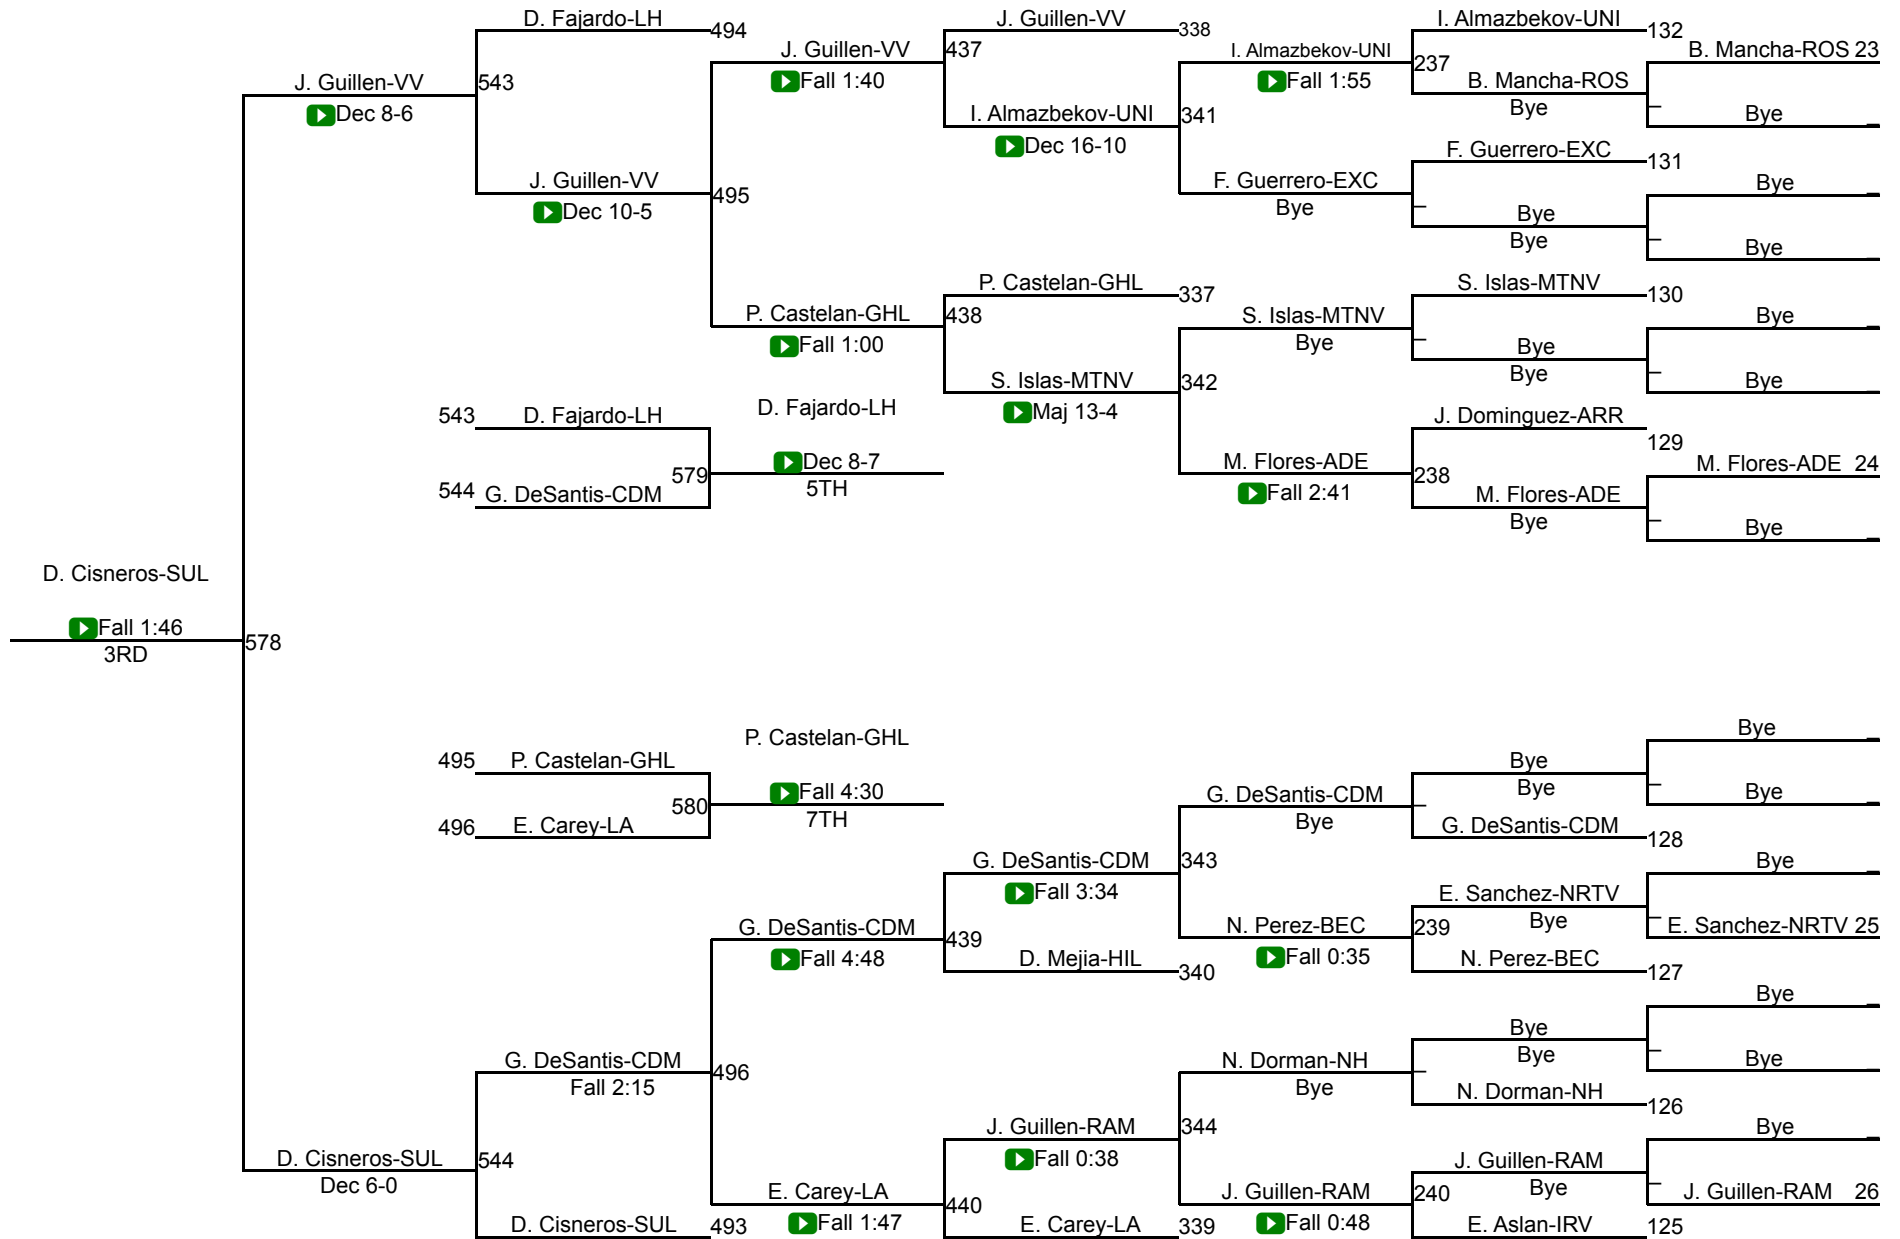 D. Fajardo-LH
494
J. Guillen-VV
338
I. Almazbekov-UNI
132
J. Guillen-VV
437
I. Almazbekov-UNI
B. Mancha-ROS 23
J. Guillen-VV
543
Fall 1:40
Fall 1:55
237
B. Mancha-ROS
Bye
Dec 8-6
I. Almazbekov-UNI
341
Bye
Dec 16-10
F. Guerrero-EXC
131
J. Guillen-VV
495
F. Guerrero-EXC
Bye
Dec 10-5
Bye
Bye
Bye
Bye
P. Castelan-GHL
337
S. Islas-MTNV
130
P. Castelan-GHL
438
S. Islas-MTNV
Bye
Fall 1:00
Bye
Bye
Bye
S. Islas-MTNV
342
Bye
543
D. Fajardo-LH
D. Fajardo-LH
Maj 13-4
J. Dominguez-ARR
129
579
Dec 8-7
M. Flores-ADE
238
M. Flores-ADE 24
544
G. DeSantis-CDM
5TH
Fall 2:41
M. Flores-ADE
Bye
Bye
D. Cisneros-SUL
Fall 1:46
3RD
578
Bye
P. Castelan-GHL
495
P. Castelan-GHL
Bye
580
Fall 4:30
G. DeSantis-CDM
Bye
Bye
496
E. Carey-LA
7TH
Bye
G. DeSantis-CDM
128
G. DeSantis-CDM
343
Bye
Fall 3:34
E. Sanchez-NRTV
G. DeSantis-CDM
439
N. Perez-BEC
239
Bye
E. Sanchez-NRTV 25
Fall 4:48
D. Mejia-HIL
340
Fall 0:35
N. Perez-BEC
127
Bye
Bye
G. DeSantis-CDM
496
N. Dorman-NH
Bye
Bye
Fall 2:15
Bye
N. Dorman-NH
126
J. Guillen-RAM
344
Bye
D. Cisneros-SUL
544
Fall 0:38
J. Guillen-RAM
Dec 6-0
E. Carey-LA
440
J. Guillen-RAM
240
Bye
J. Guillen-RAM 26
D. Cisneros-SUL
493
Fall 1:47
E. Carey-LA
339
Fall 0:48
E. Aslan-IRV
125